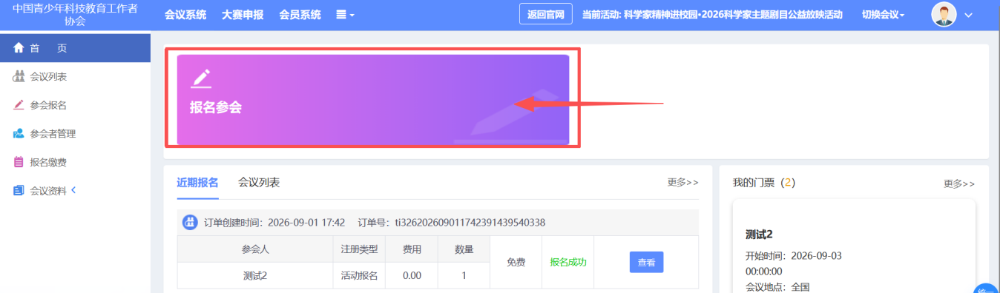 中国青少年科技教育工作者
协会
会议系统 大赛申报 会员系统
返回官网 当前活动: 科学家精神进校园•2026科学家主题剧目公益放映活动 切换会议
首 页
会议列表
参会报名
参会者管理
报名缴费
会议资料
报名参会
近期报名 会议列表 更多>>
订单创建时间：2026-09-01 17:42 订单号：ti3262026090117423914395403​38
参会人 注册类型 费用 数量
测试2 活动报名 0.00 1
免费 报名成功 查看
我的门票（2） 更多>>
测试2
开始时间：2026-09-03
00:00:00
会议地点：全国